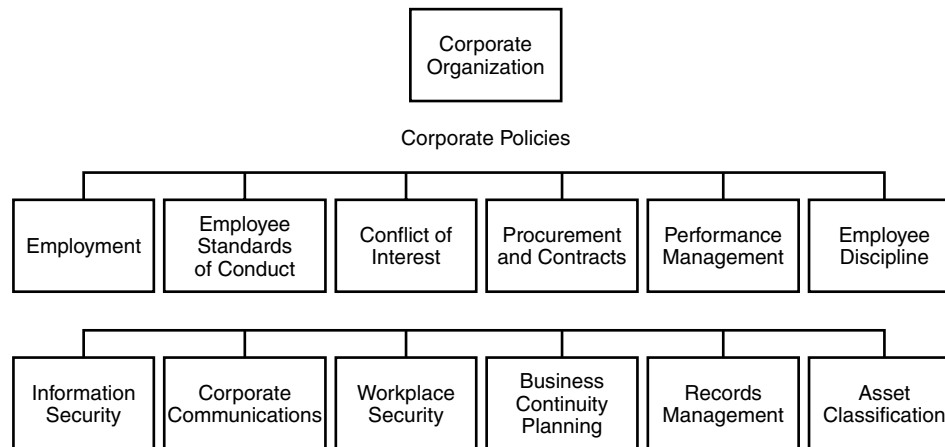 Corporate
Organization
Corporate Policies
Employment
Employee
Standards
of Conduct
Conflict of
Interest
Procurement
and Contracts
Performance
Management
Employee
Discipline
Information
Security
Corporate
Communications
Workplace
Security
Business
Continuity
Planning
Records
Management
Asset
Classification